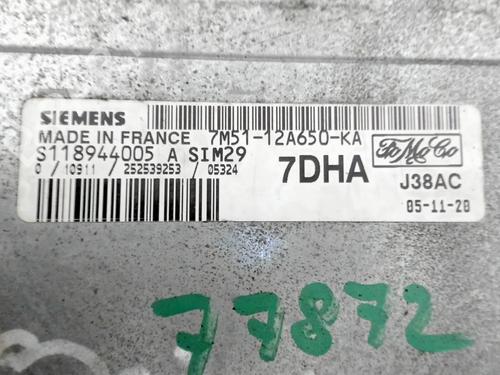 SIEMENS
MADE IN FRANCE 7M51-12A650-KA
S118944005 A SIM29
0 / 10911 / 252539253 / 05324
7DHA
FoMoCo
J38AC
05-11-20
77872